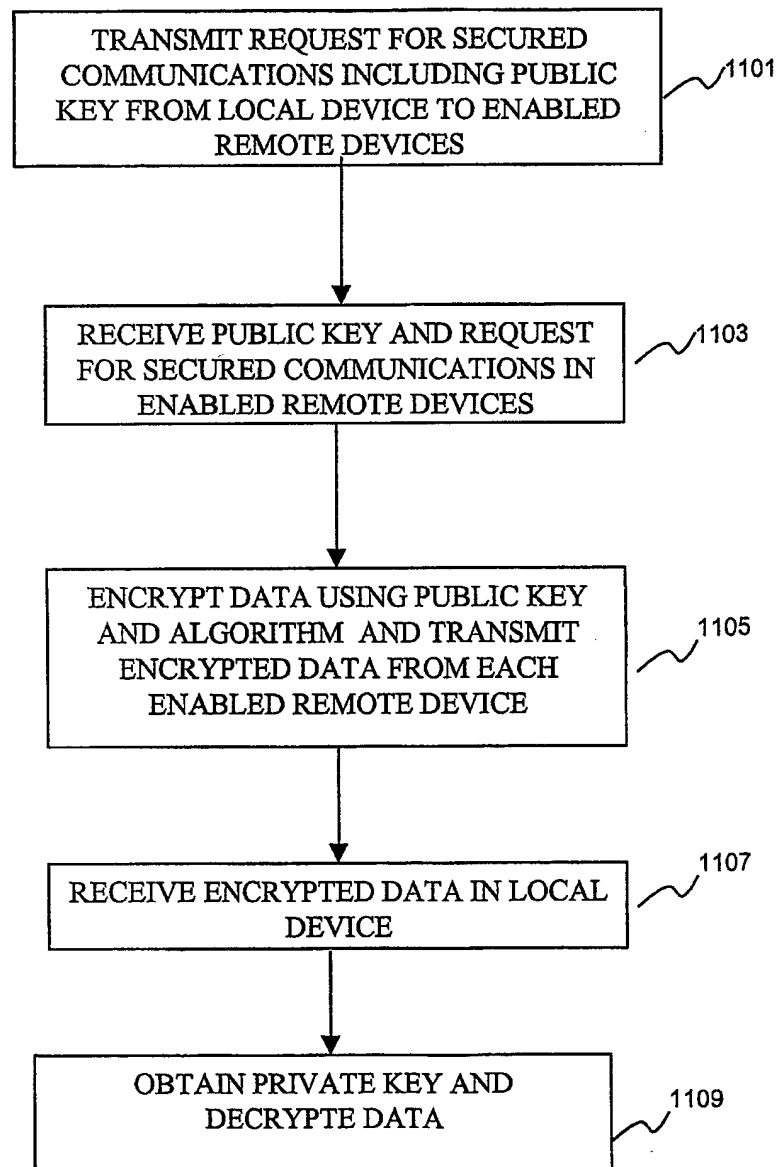 TRANSMIT REQUEST FOR SECURED
COMMUNICATIONS INCLUDING PUBLIC
KEY FROM LOCAL DEVICE TO ENABLED
REMOTE DEVICES
1101
RECEIVE PUBLIC KEY AND REQUEST
FOR SECURED COMMUNICATIONS IN
ENABLED REMOTE DEVICES
1103
ENCRYPT DATA USING PUBLIC KEY
AND ALGORITHM AND TRANSMIT
ENCRYPTED DATA FROM EACH
ENABLED REMOTE DEVICE
1105
RECEIVE ENCRYPTED DATA IN LOCAL
DEVICE
1107
OBTAIN PRIVATE KEY AND
DECRYPTE DATA
1109